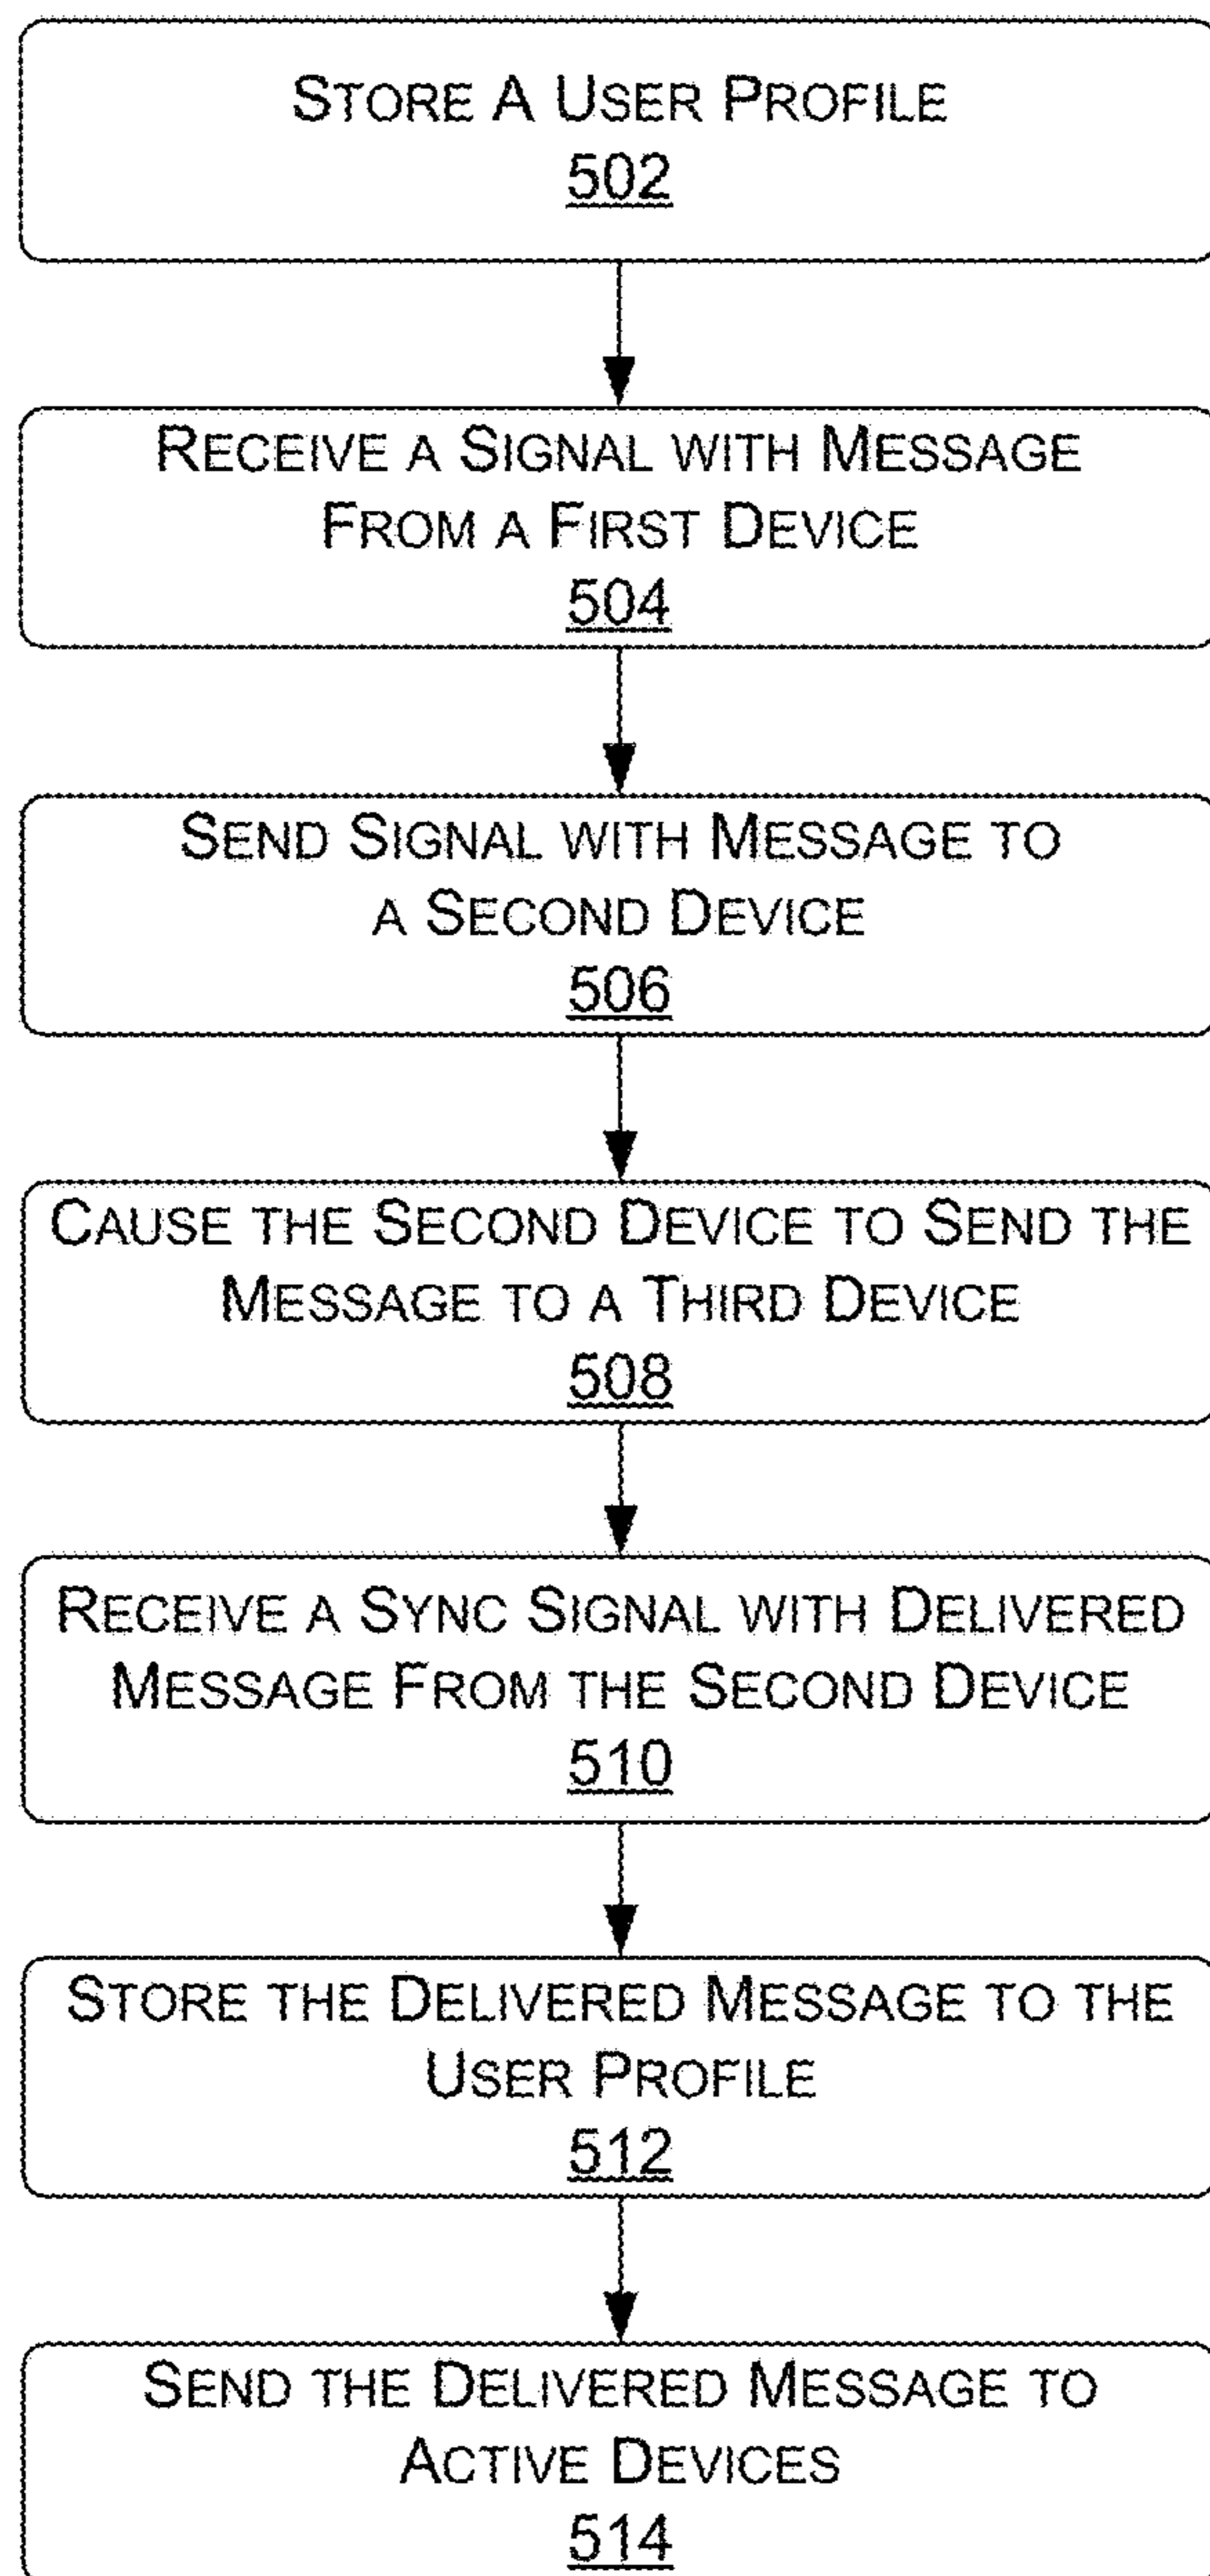 STORE A USER PROFILE
502
RECEIVE A SIGNAL WITH MESSAGE
FROM A FIRST DEVICE
504
SEND SIGNAL WITH MESSAGE TO
A SECOND DEVICE
506
CAUSE THE SECOND DEVICE TO SEND THE
MESSAGE TO A THIRD DEVICE
508
RECEIVE A SYNC SIGNAL WITH DELIVERED
MESSAGE FROM THE SECOND DEVICE
510
STORE THE DELIVERED MESSAGE TO THE
USER PROFILE
512
SEND THE DELIVERED MESSAGE TO
ACTIVE DEVICES
514